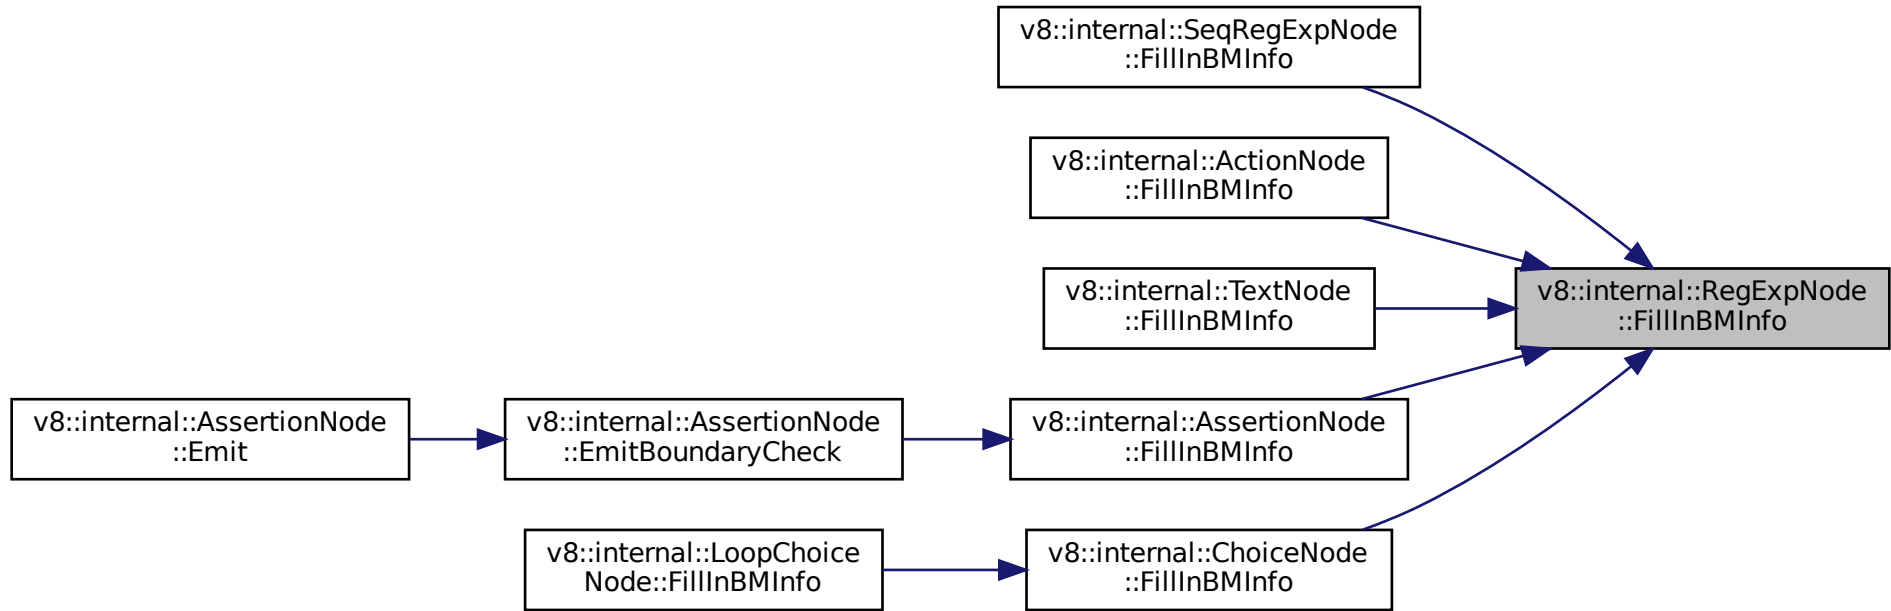 v8::internal::SeqRegExpNode
::FillInBMInfo
v8::internal::ActionNode
::FillInBMInfo
v8::internal::TextNode
::FillInBMInfo
v8::internal::RegExpNode
::FillInBMInfo
v8::internal::AssertionNode
::Emit
v8::internal::AssertionNode
::EmitBoundaryCheck
v8::internal::AssertionNode
::FillInBMInfo
v8::internal::LoopChoice
Node::FillInBMInfo
v8::internal::ChoiceNode
::FillInBMInfo